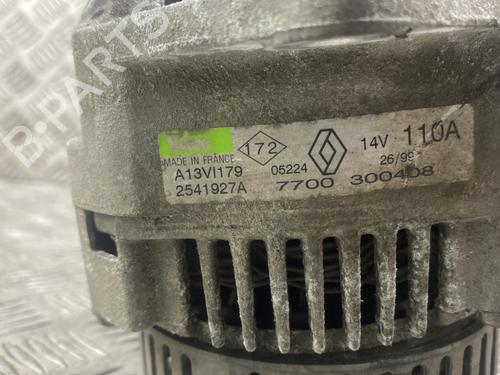 B-PARTS
172
14V 110A
MADE IN FRANCE
A13VI179
05224
26/99
2541927A
7700 300408